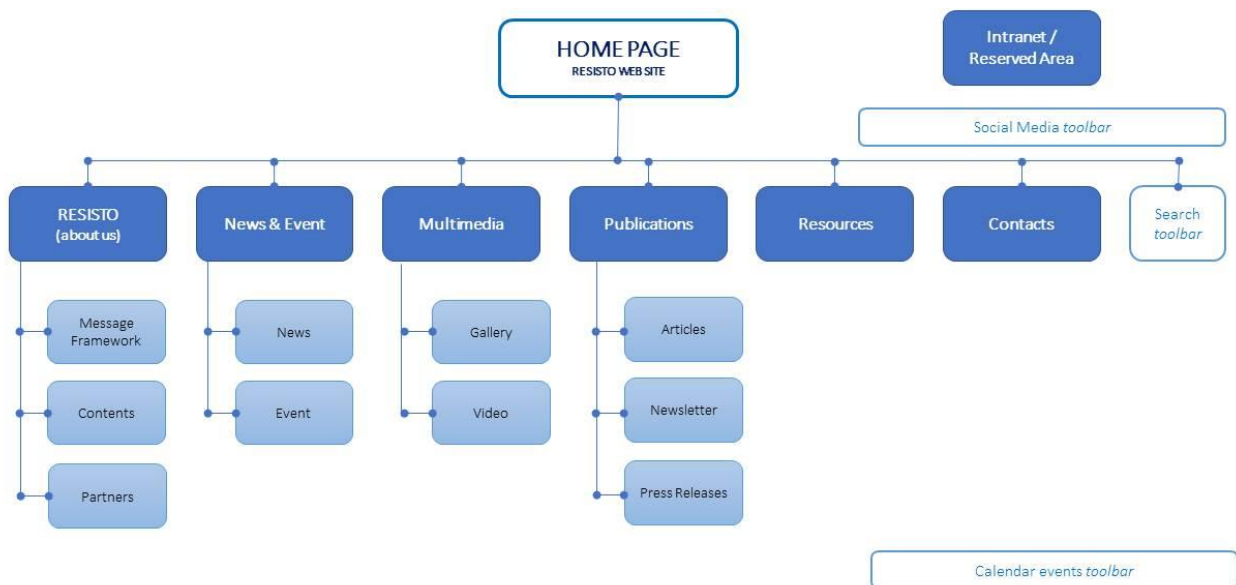 HOME PAGE
RESISTO WEB SITE
Intranet /
Reserved Area
Social Media toolbar
RESISTO
(about us)
News & Event
Multimedia
Publications
Resources
Contacts
Search
toolbar
Message
Framework
News
Gallery
Articles
Contents
Event
Video
Newsletter
Partners
Press Releases
Calendar events toolbar